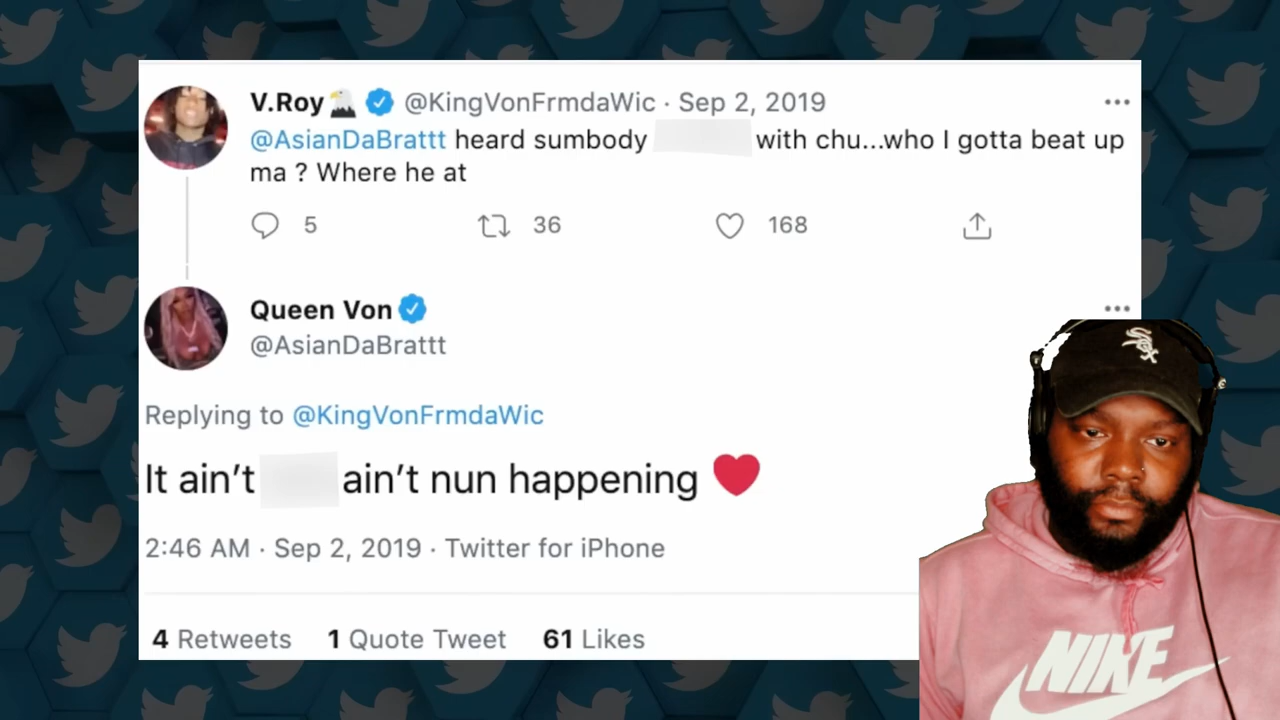 V.Roy🦅 @KingVonFrmdaWic · Sep 2, 2019
@AsianDaBrattt heard sumbody with chu...who I gotta beat up
ma ? Where he at
5 36 168
Queen Von
@AsianDaBrattt
Replying to @KingVonFrmdaWic
It ain’t ain’t nun happening ❤️
2:46 AM · Sep 2, 2019 · Twitter for iPhone
4 Retweets 1 Quote Tweet 61 Likes
Sox
NIKE